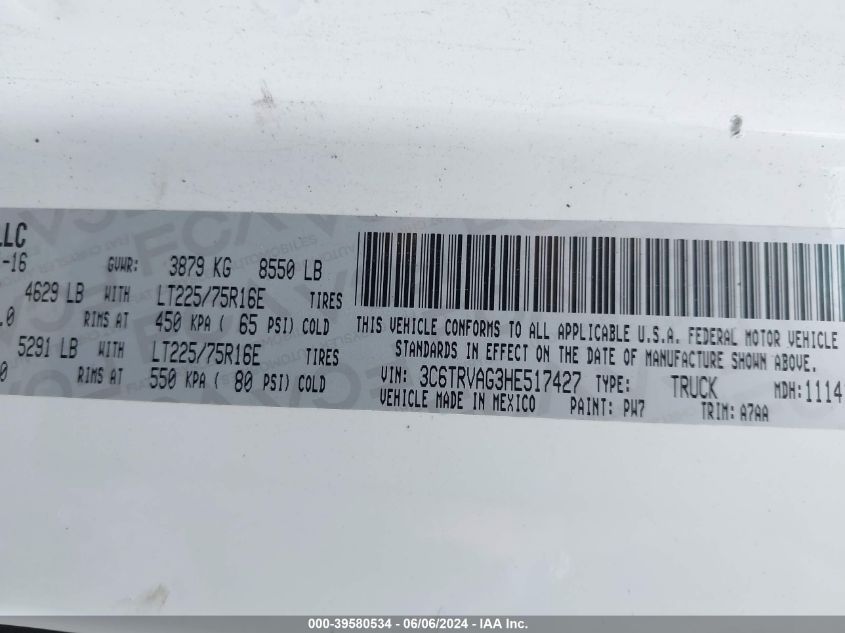 LLC
-16 GVWR: 3879 KG 8550 LB
4629 LB WITH LT225/75R16E TIRES
.0 RIMS AT 450 KPA ( 65 PSI) COLD
5291 LB WITH LT225/75R16E TIRES
0 RIMS AT 550 KPA ( 80 PSI) COLD
THIS VEHICLE CONFORMS TO ALL APPLICABLE U.S.A. FEDERAL MOTOR VEHICLE
STANDARDS IN EFFECT ON THE DATE OF MANUFACTURE SHOWN ABOVE.
VIN: 3C6TRVAG3HE517427 TYPE: TRUCK MDH: 1114
VEHICLE MADE IN MEXICO PAINT: PW7 TRIM: A7AA
000-39580534 - 06/06/2024 - IAA Inc.